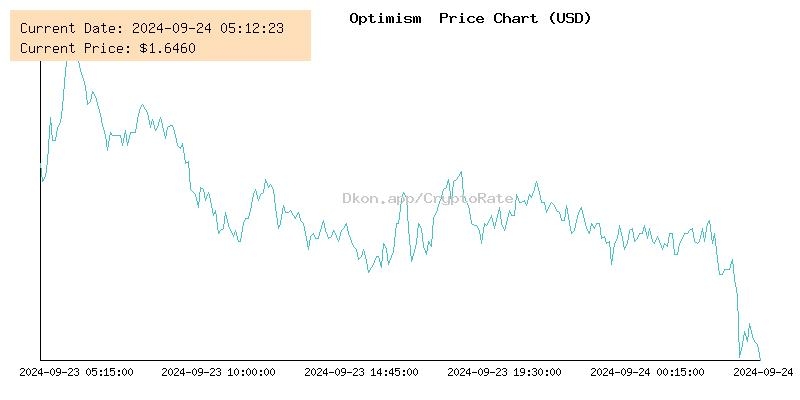 Optimism  Price Chart (USD)
Current Date: 2024-09-24 05:12:23
Current Price: $1.6460
Dkon.app/CryptoRate
2024-09-23 05:15:00 2024-09-23 10:00:00 2024-09-23 14:45:00 2024-09-23 19:30:00 2024-09-24 00:15:00 2024-09-24